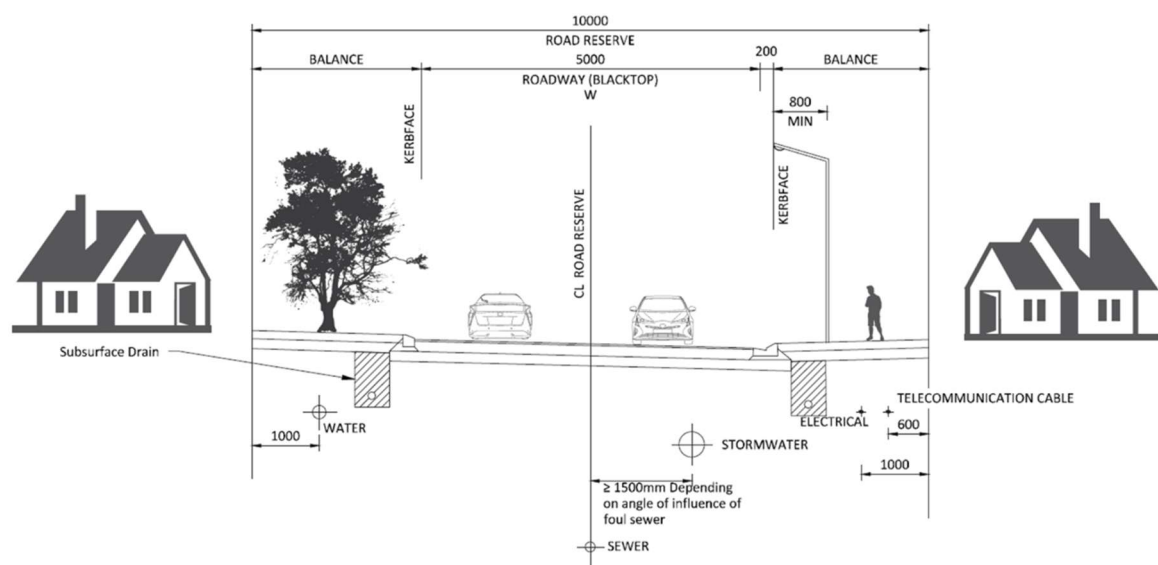 10000
ROAD RESERVE
BALANCE
5000
200
BALANCE
ROADWAY (BLACKTOP)
W
800
MIN
KERBFACE
KERBFACE
CL ROAD RESERVE
Subsurface Drain
TELECOMMUNICATION CABLE
ELECTRICAL
WATER
600
1000
STORMWATER
1000
≥ 1500mm Depending
on angle of influence of
foul sewer
SEWER